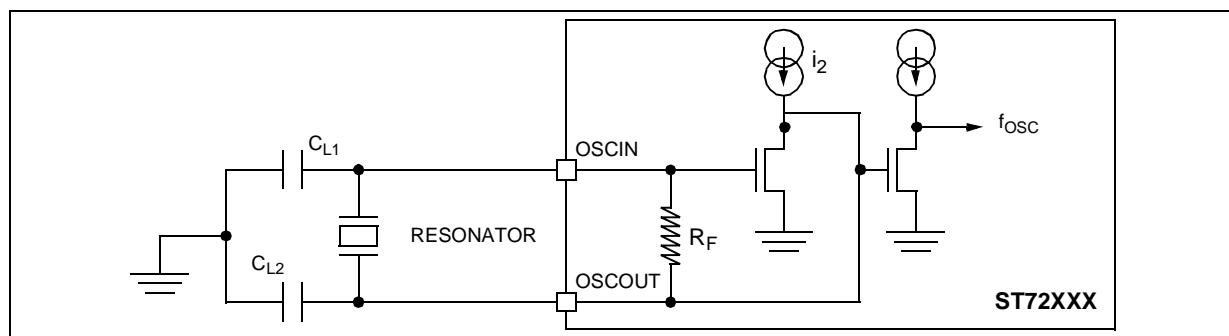 i2
fOSC
CL1
OSCIN
RESONATOR
RF
CL2
OSCOUT
ST72XXX